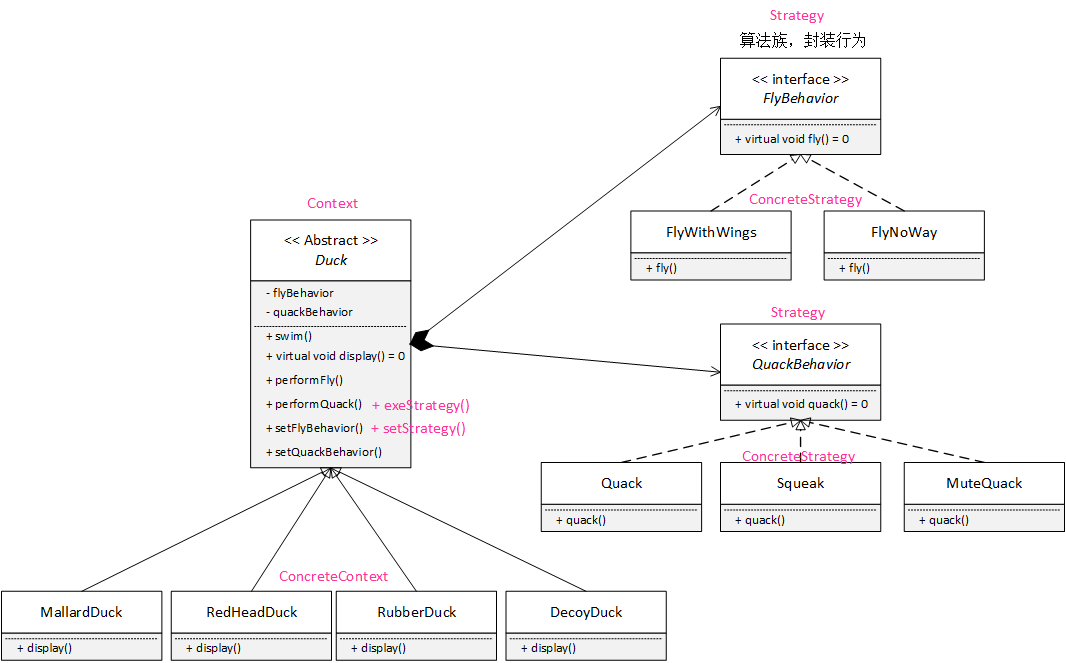 Strategy
算法族，封装行为
<< interface >>
FlyBehavior
+ virtual void fly() = 0
ConcreteStrategy
FlyWithWings
+ fly()
FlyNoWay
+ fly()
Context
<< Abstract >>
Duck
- flyBehavior
- quackBehavior
+ swim()
+ virtual void display() = 0
+ performFly()
+ performQuack()
+ exeStrategy()
+ setFlyBehavior()
+ setStrategy()
+ setQuackBehavior()
Strategy
<< interface >>
QuackBehavior
+ virtual void quack() = 0
ConcreteStrategy
Quack
+ quack()
Squeak
+ quack()
MuteQuack
+ quack()
ConcreteContext
MallardDuck
+ display()
RedHeadDuck
+ display()
RubberDuck
+ display()
DecoyDuck
+ display()